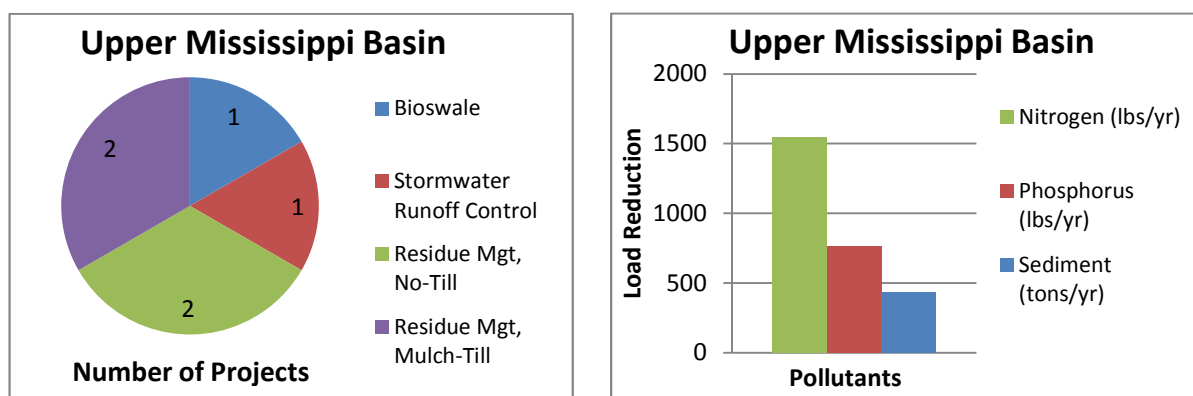 Upper Mississippi Basin
1
1
2
2
Bioswale
Stormwater
Runoff Control
Residue Mgt,
No-Till
Residue Mgt,
Mulch-Till
Number of Projects
Upper Mississippi Basin
Load Reduction
2000
1500
1000
500
0
Pollutants
Nitrogen (lbs/yr)
Phosphorus
(lbs/yr)
Sediment
(tons/yr)